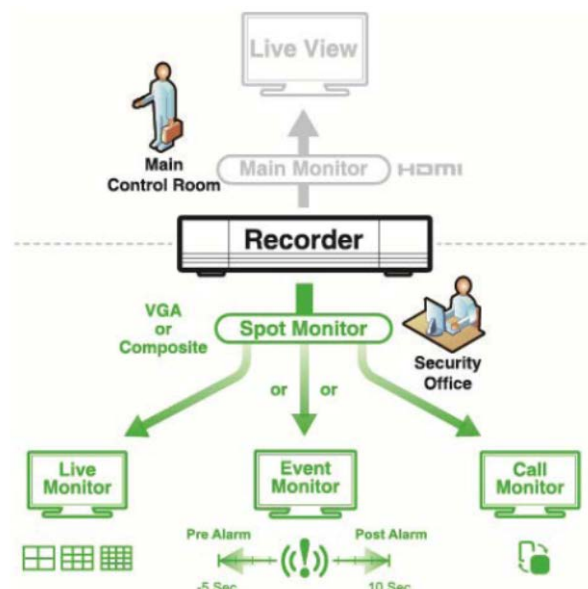 Live View
Main
Control Room
Main Monitor HDMI
Recorder
VGA
or
Composite
Spot Monitor
Security
Office
or or
Live
Monitor
Event
Monitor
Call
Monitor
Pre Alarm
Post Alarm
-5 Sec
10 Sec